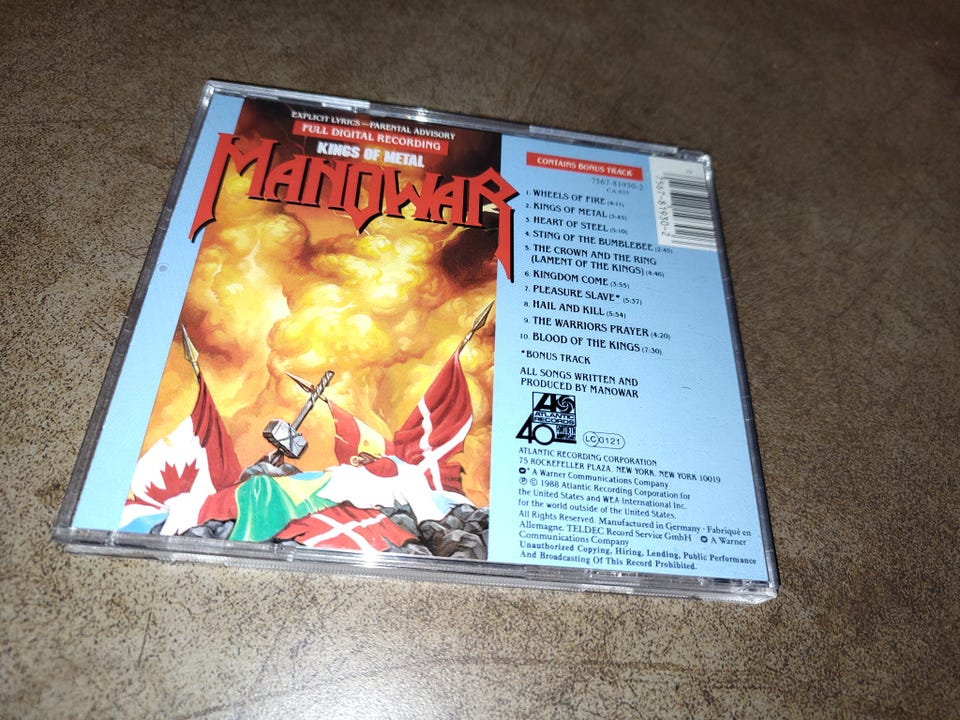 EXPLICIT LYRICS—PARENTAL ADVISORY
FULL DIGITAL RECORDING
KINGS OF METAL
MANOWAR
CONTAINS BONUS TRACK
7567-81930-2
CA 835
7567-81930-2
1. WHEELS OF FIRE (4:11)
2. KINGS OF METAL (3:43)
3. HEART OF STEEL (5:10)
4. STING OF THE BUMBLEBEE (2:45)
5. THE CROWN AND THE RING
(LAMENT OF THE KINGS) (4:46)
6. KINGDOM COME (3:55)
7. PLEASURE SLAVE* (5:37)
8. HAIL AND KILL (5:54)
9. THE WARRIORS PRAYER (4:20)
10. BLOOD OF THE KINGS (7:30)
*BONUS TRACK
ALL SONGS WRITTEN AND
PRODUCED BY MANOWAR
ATLANTIC
RECORDS
40
LC 0121
ATLANTIC RECORDING CORPORATION
75 ROCKEFELLER PLAZA, NEW YORK, NEW YORK 10019
* A Warner Communications Company
℗ © 1988 Atlantic Recording Corporation for
the United States and WEA International Inc.
for the world outside of the United States.
All Rights Reserved. Manufactured in Germany · Fabriqué en
Allemagne. TELDEC Record Service GmbH A Warner
Communications Company
Unauthorized Copying, Hiring, Lending, Public Performance
And Broadcasting Of This Record Prohibited.